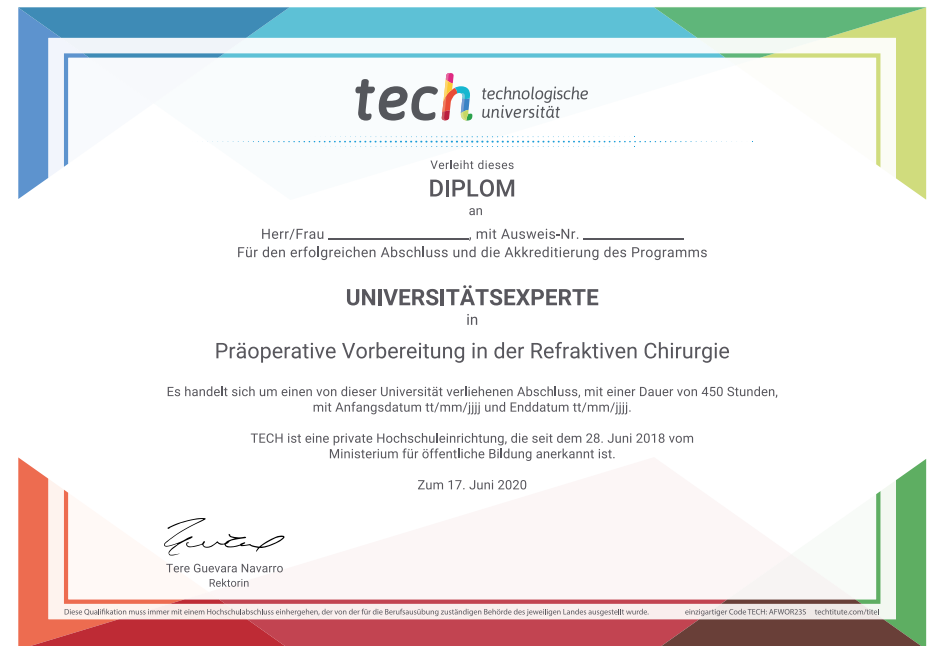 tech technologische
universität
Verleiht dieses
DIPLOM
an
Herr/Frau ____________, mit Ausweis-Nr. ____________
Für den erfolgreichen Abschluss und die Akkreditierung des Programms
UNIVERSITÄTSEXPERTE
in
Präoperative Vorbereitung in der Refraktiven Chirurgie
Es handelt sich um einen von dieser Universität verliehenen Abschluss, mit einer Dauer von 450 Stunden,
mit Anfangsdatum tt/mm/jjjj und Enddatum tt/mm/jjjj.
TECH ist eine private Hochschuleinrichtung, die seit dem 28. Juni 2018 vom
Ministerium für öffentliche Bildung anerkannt ist.
Zum 17. Juni 2020
Tere Guevara Navarro
Rektorin
Diese Qualifikation muss immer mit einem Hochschulabschluss einhergehen, der von der für die Berufsausübung zuständigen Behörde des jeweiligen Landes ausgestellt wurde. einzigartiger Code TECH: AFWOR23S techtitute.com/titel